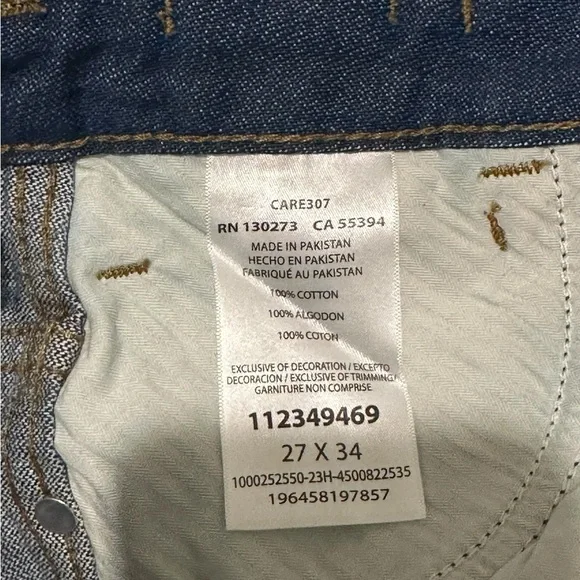 CARE307
RN 130273 CA 55394
MADE IN PAKISTAN
HECHO EN PAKISTAN
FABRIQUÉ AU PAKISTAN
100% COTTON
100% ALGODON
100% COTON
EXCLUSIVE OF DECORATION / EXCEPTO
DECORACION / EXCLUSIVE OF TRIMMING/
GARNITURE NON COMPRISE
112349469
27 X 34
1000252550-23H-4500822535
196458197857